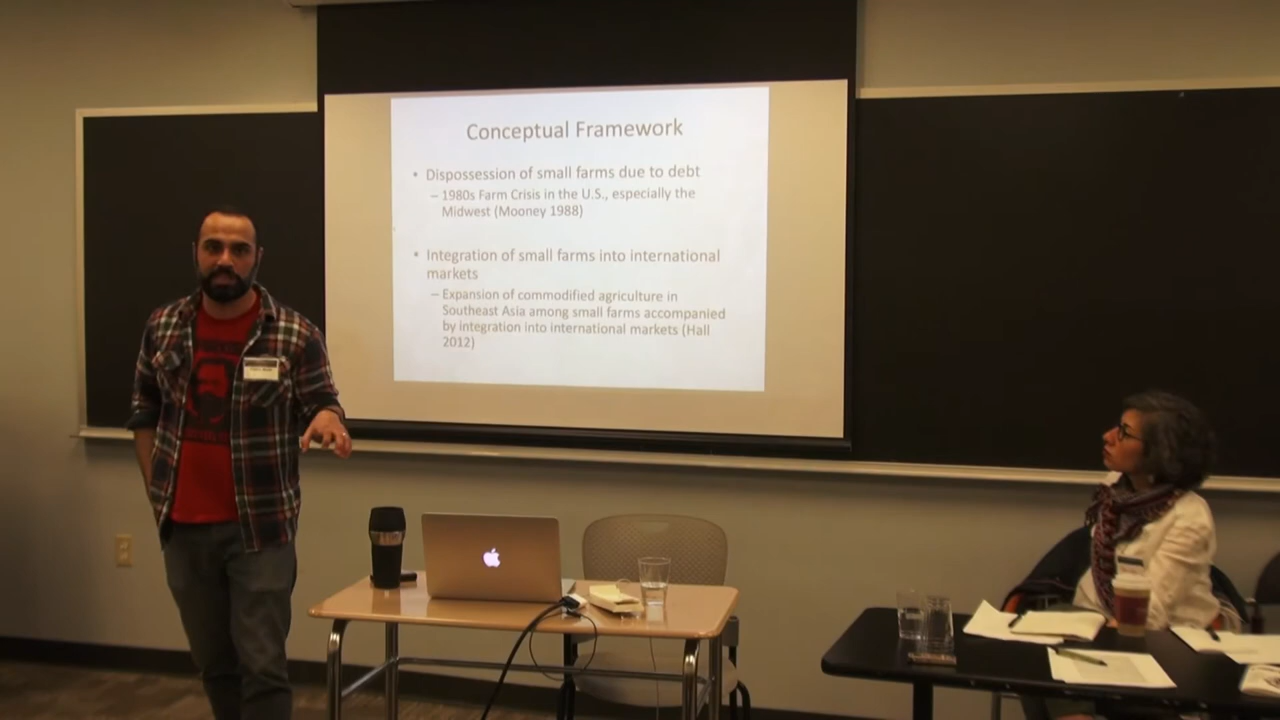 Conceptual Framework
• Dispossession of small farms due to debt
– 1980s Farm Crisis in the U.S., especially the
Midwest (Mooney 1988)
• Integration of small farms into international
markets
– Expansion of commodified agriculture in
Southeast Asia among small farms accompanied
by integration into international markets (Hall
2012)